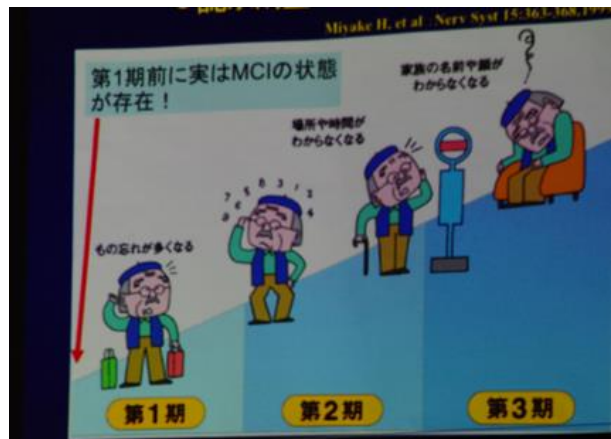 Miyake H. et al : Nerv Syst 15:363-368,199
第1期前に実はMCIの状態
が存在！
家族の名前や顔が
わからなくなる
場所や時間が
わからなくなる
もの忘れが多くなる
第1期
第2期
第3期